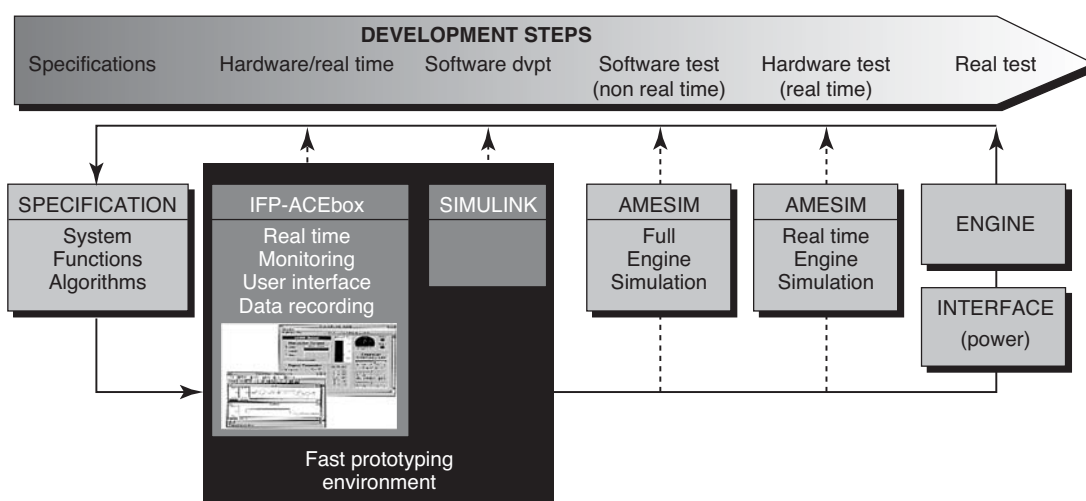 DEVELOPMENT STEPS
Specifications
Hardware/real time
Software dvpt
Software test
(non real time)
Hardware test
(real time)
Real test
SPECIFICATION
System
Functions
Algorithms
IFP-ACEbox
Real time
Monitoring
User interface
Data recording
SIMULINK
AMESIM
Full
Engine
Simulation
AMESIM
Real time
Engine
Simulation
ENGINE
INTERFACE
(power)
Fast prototyping
environment